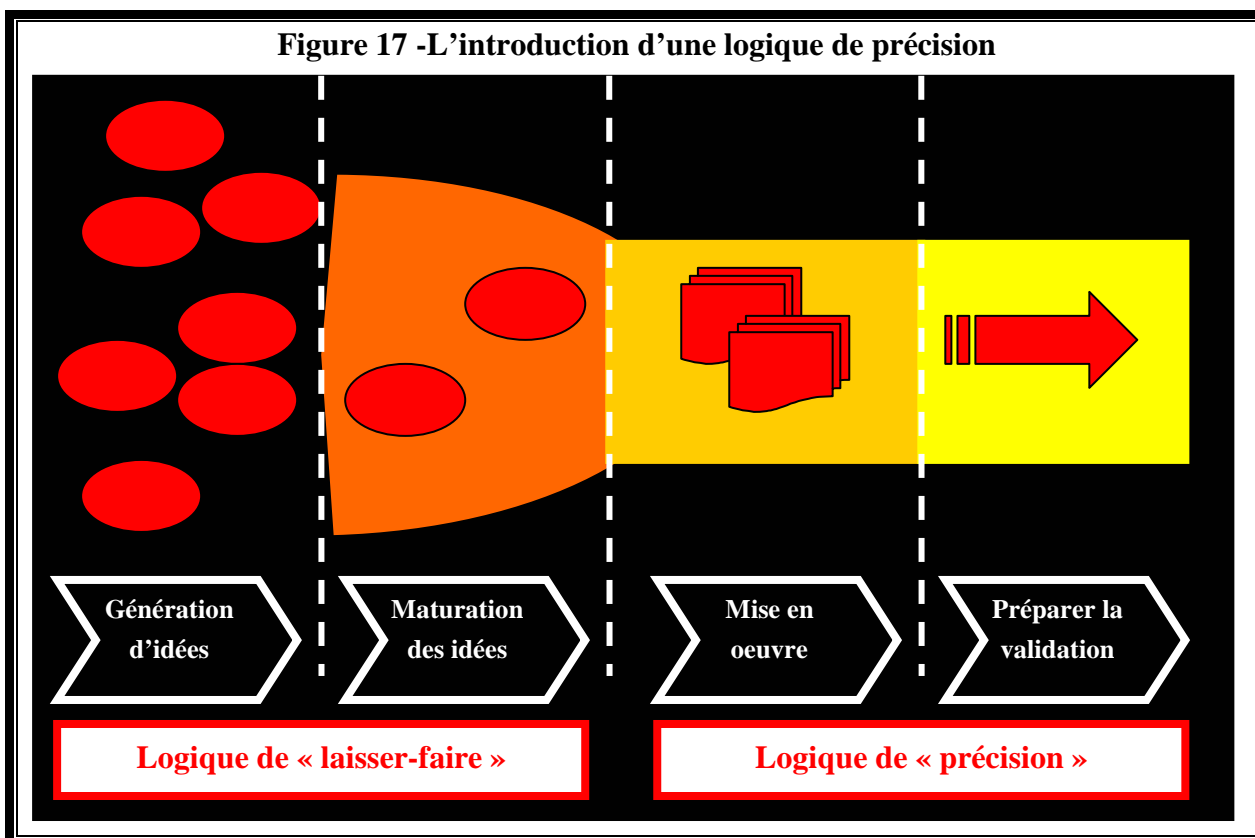 Figure 17 -L’introduction d’une logique de précision
Génération
d’idées
Maturation
des idées
Mise en
oeuvre
Préparer la
validation
Logique de « laisser-faire »
Logique de « précision »